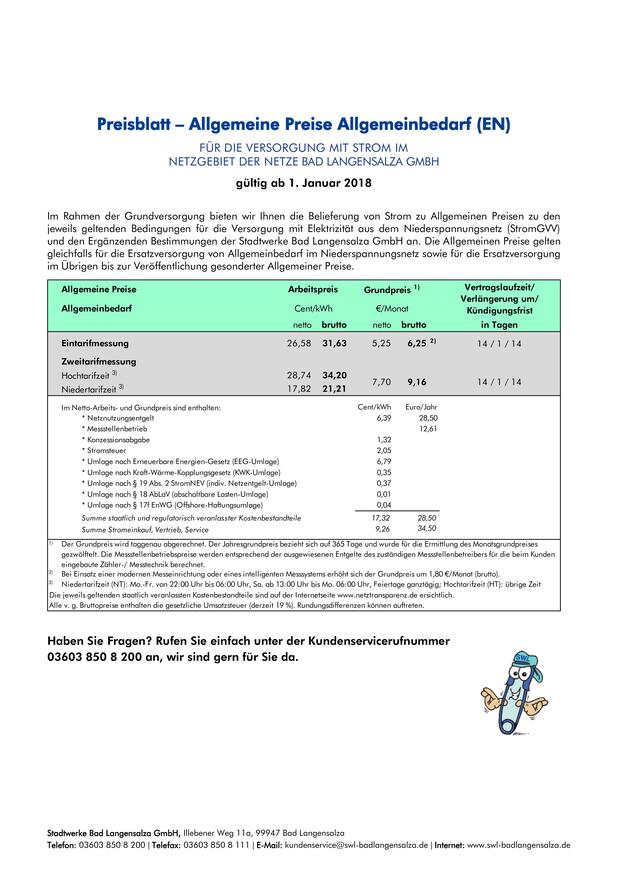 Preisblatt – Allgemeine Preise Allgemeinbedarf (EN)
FÜR DIE VERSORGUNG MIT STROM IM
NETZGEBIET DER NETZE BAD LANGENSALZA GMBH
gültig ab 1. Januar 2018
Im Rahmen der Grundversorgung bieten wir Ihnen die Belieferung von Strom zu Allgemeinen Preisen zu den
jeweils geltenden Bedingungen für die Versorgung mit Elektrizität aus dem Niederspannungsnetz (StromGVV)
und den Ergänzenden Bestimmungen der Stadtwerke Bad Langensalza GmbH an. Die Allgemeinen Preise gelten
gleichfalls für die Ersatzversorgung von Allgemeinbedarf im Niederspannungsnetz sowie für die Ersatzversorgung
im Übrigen bis zur Veröffentlichung gesonderter Allgemeiner Preise.
Allgemeine Preise Arbeitspreis Grundpreis 1) Vertragslaufzeit/
Verlängerung um/
Allgemeinbedarf Cent/kWh €/Monat Kündigungsfrist
netto brutto netto brutto in Tagen
Eintarifmessung 26,58 31,63 5,25 6,25 2) 14 / 1 / 14
Zweitarifmessung
Hochtarifzeit 3) 28,74 34,20
7,70 9,16 14 / 1 / 14
Niedertarifzeit 3) 17,82 21,21
Im Netto-Arbeits- und Grundpreis sind enthalten: Cent/kWh Euro/Jahr
* Netznutzungsentgelt 6,39 28,50
* Messstellenbetrieb 12,61
* Konzessionsabgabe 1,32
* Stromsteuer 2,05
* Umlage nach Erneuerbare Energien-Gesetz (EEG-Umlage) 6,79
* Umlage nach Kraft-Wärme-Kopplungsgesetz (KWK-Umlage) 0,35
* Umlage nach § 19 Abs. 2 StromNEV (indiv. Netzentgelt-Umlage) 0,37
* Umlage nach § 18 AbLaV (abschaltbare Lasten-Umlage) 0,01
* Umlage nach § 17f EnWG (Offshore-Haftungsumlage) 0,04
Summe staatlich und regulatorisch veranlasster Kostenbestandteile 17,32 28,50
Summe Stromeinkauf, Vertrieb, Service 9,26 34,50
1) Der Grundpreis wird taggenau abgerechnet. Der Jahresgrundpreis bezieht sich auf 365 Tage und wurde für die Ermittlung des Monatsgrundpreises
gezwölftelt. Die Messstellenbetriebspreise werden entsprechend der ausgewiesenen Entgelte des zuständigen Messstellenbetreibers für die beim Kunden
eingebaute Zähler-/ Messtechnik berechnet.
2) Bei Einsatz einer modernen Messeinrichtung oder eines intelligenten Messsystems erhöht sich der Grundpreis um 1,80 €/Monat (brutto).
3) Niedertarifzeit (NT): Mo.-Fr. von 22:00 Uhr bis 06:00 Uhr, Sa. ab 13:00 Uhr bis Mo. 06:00 Uhr, Feiertage ganztägig; Hochtarifzeit (HT): übrige Zeit
Die jeweils geltenden staatlich veranlassten Kostenbestandteile sind auf der Internetseite www.netztransparenz.de ersichtlich.
Alle v. g. Bruttopreise enthalten die gesetzliche Umsatzsteuer (derzeit 19 %). Rundungsdifferenzen können auftreten.
Haben Sie Fragen? Rufen Sie einfach unter der Kundenservicerufnummer
03603 850 8 200 an, wir sind gern für Sie da.
SWL
Stadtwerke Bad Langensalza GmbH, Illebener Weg 11a, 99947 Bad Langensalza
Telefon: 03603 850 8 200 | Telefax: 03603 850 8 111 | E-Mail: kundenservice@swl-badlangensalza.de | Internet: www.swl-badlangensalza.de